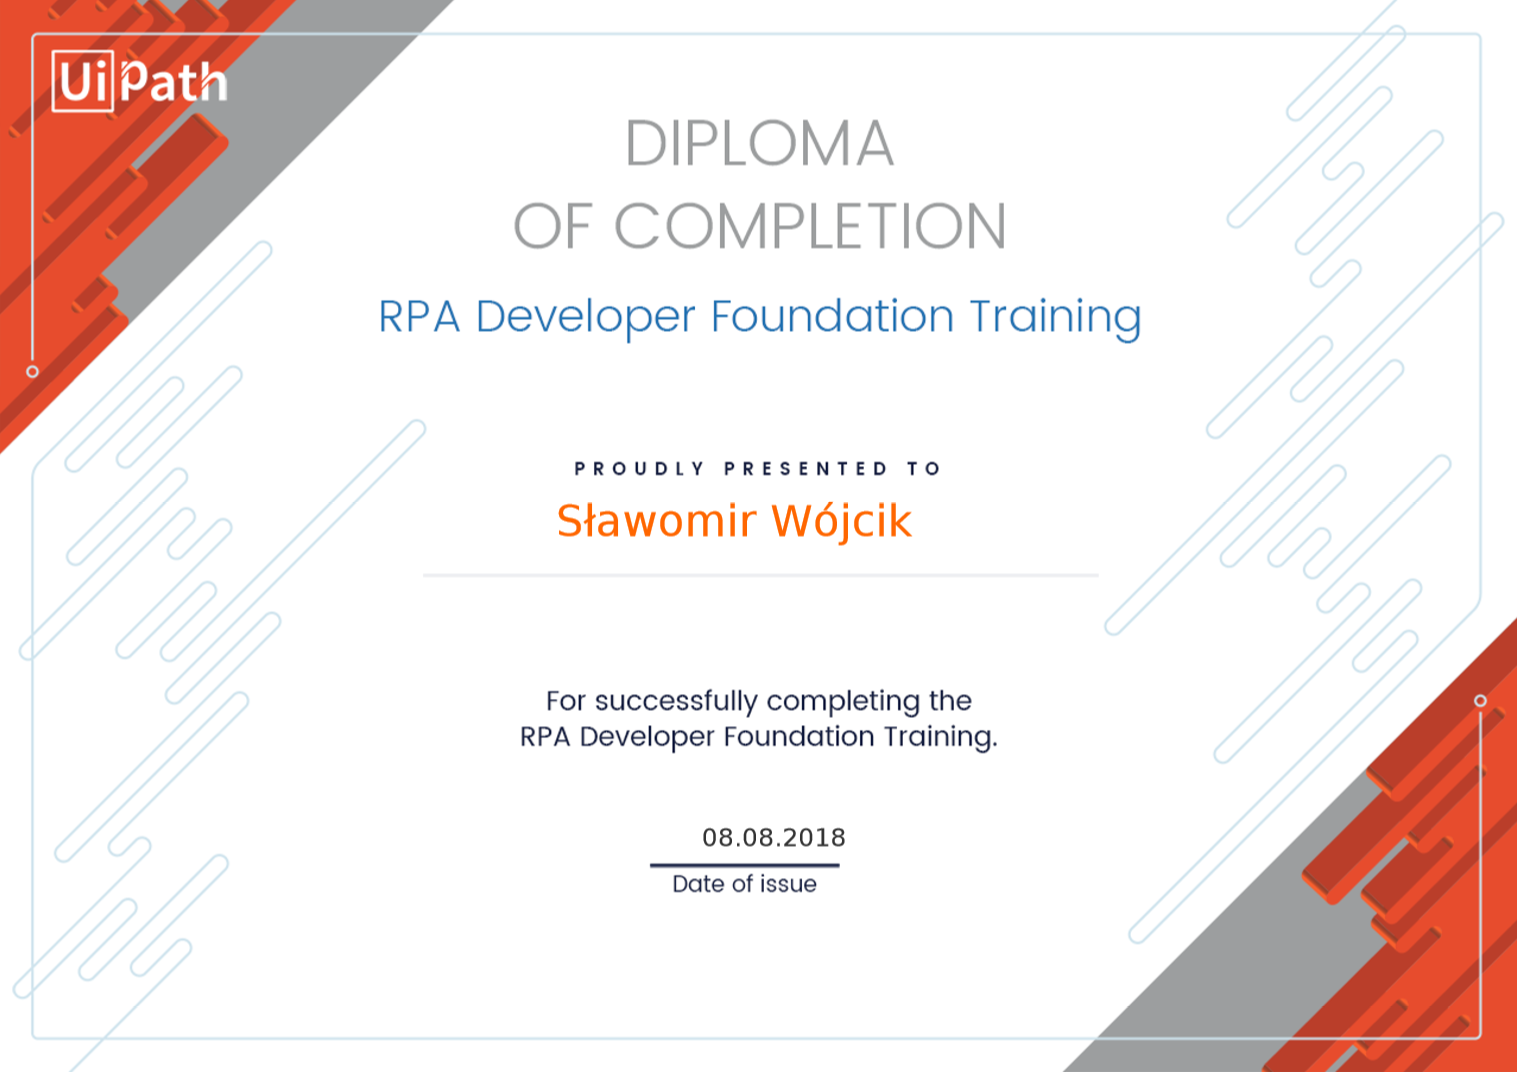 UiPath
DIPLOMA
OF COMPLETION
RPA Developer Foundation Training
PROUDLY PRESENTED TO
Sławomir Wójcik
For successfully completing the
RPA Developer Foundation Training.
08.08.2018
Date of issue